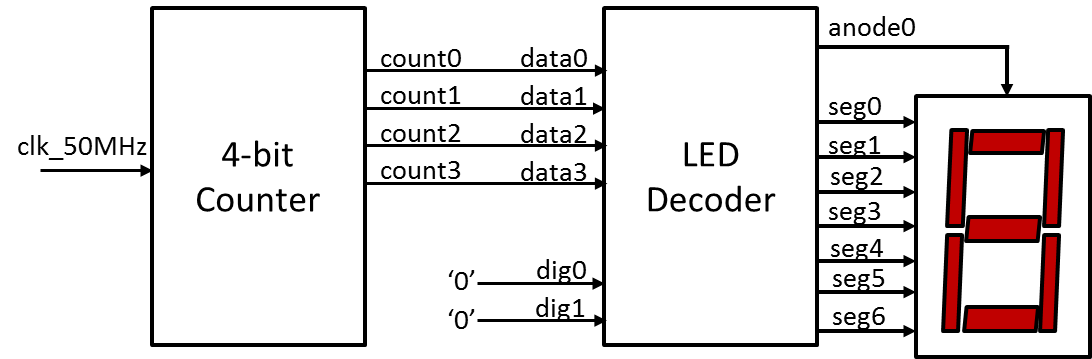 clk_50MHz
4-bit
Counter
count0
count1
count2
count3
data0
data1
data2
data3
‘0’
dig0
‘0’
dig1
LED
Decoder
anode0
seg0
seg1
seg2
seg3
seg4
seg5
seg6